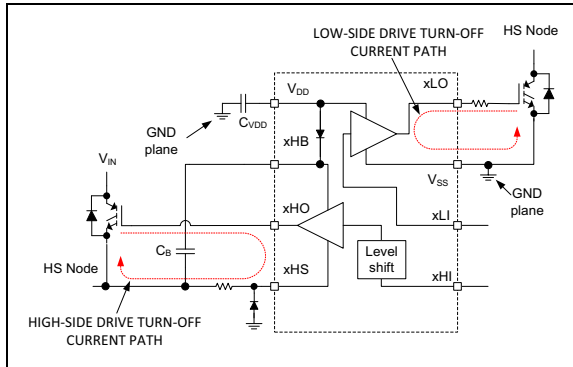 LOW-SIDE DRIVE TURN-OFF
CURRENT PATH
HS Node
xLO
VDD
CVDD
GND
plane
xHB
VIN
VSS
GND
plane
xHO
xLI
CB
Level
shift
HS Node
xHS
xHI
HIGH-SIDE DRIVE TURN-OFF
CURRENT PATH